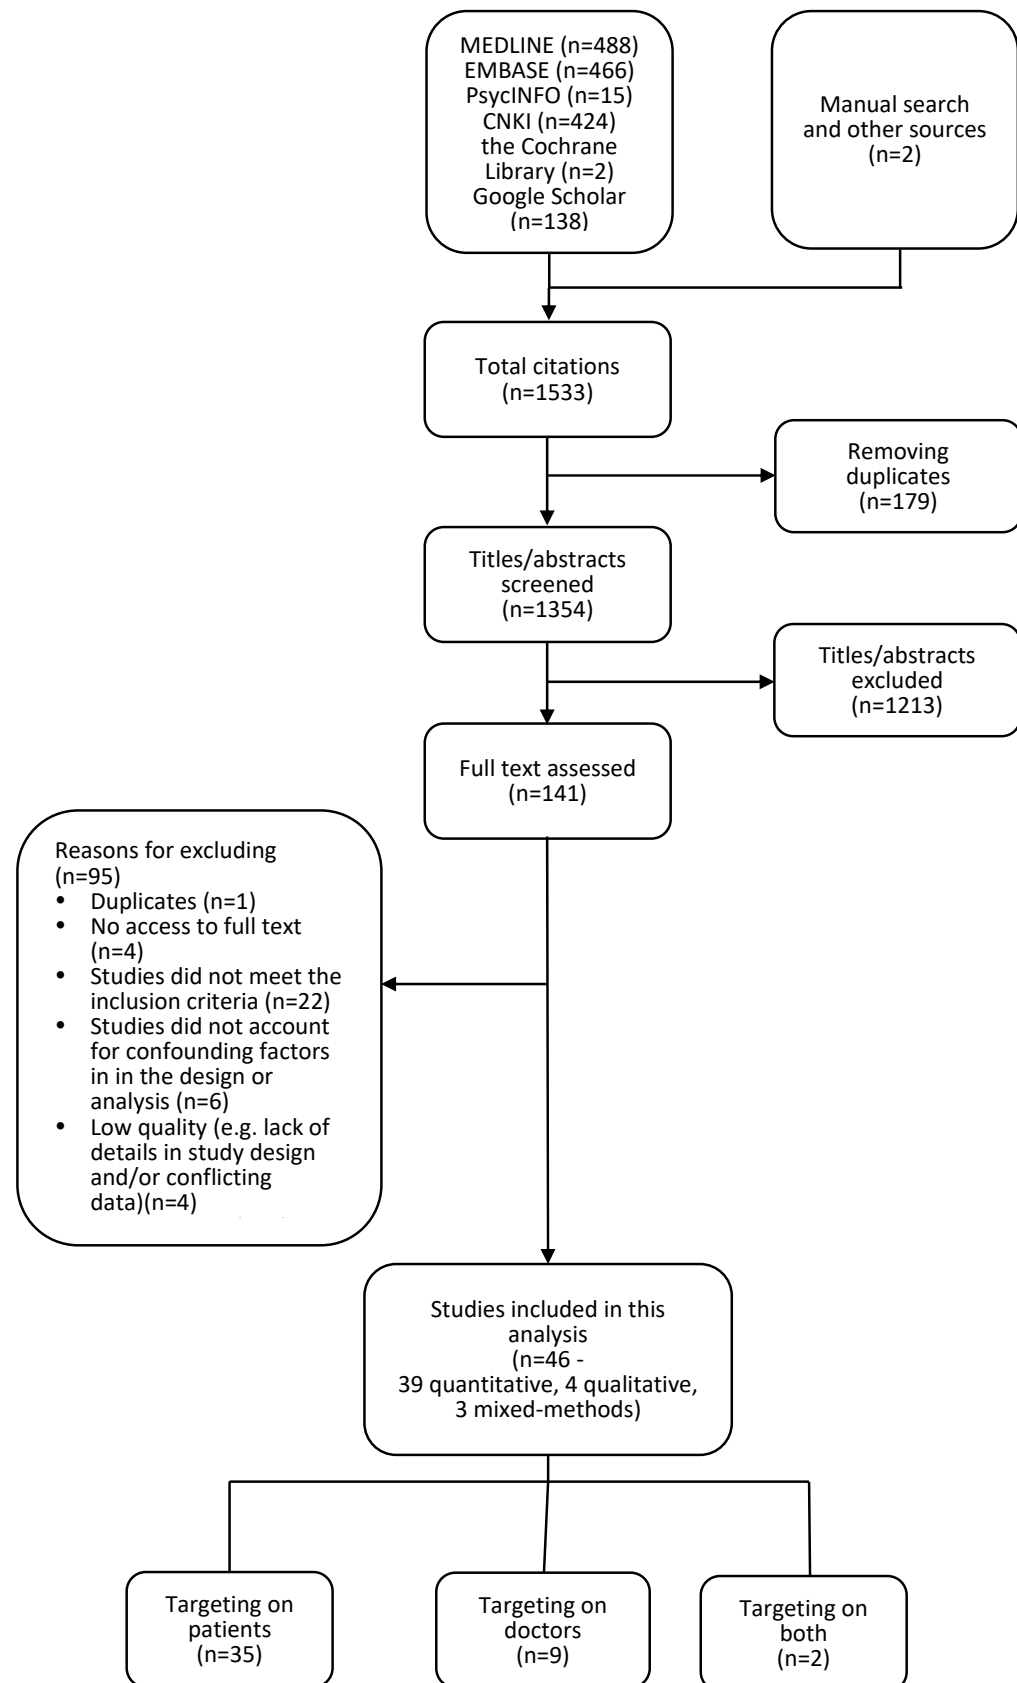 MEDLINE (n=488)
EMBASE (n=466)
PsycINFO (n=15)
CNKI (n=424)
the Cochrane
Library (n=2)
Google Scholar
(n=138)
Manual search
and other sources
(n=2)
Total citations
(n=1533)
Removing
duplicates
(n=179)
Titles/abstracts
screened
(n=1354)
Titles/abstracts
excluded
(n=1213)
Full text assessed
(n=141)
Reasons for excluding
(n=95)
• Duplicates (n=1)
• No access to full text
(n=4)
• Studies did not meet the
inclusion criteria (n=22)
• Studies did not account
for confounding factors
in in the design or
analysis (n=6)
• Low quality (e.g. lack of
details in study design
and/or conflicting
data)(n=4)
Studies included in this
analysis
(n=46 -
39 quantitative, 4 qualitative,
3 mixed-methods)
Targeting on
patients
(n=35)
Targeting on
doctors
(n=9)
Targeting on
both
(n=2)